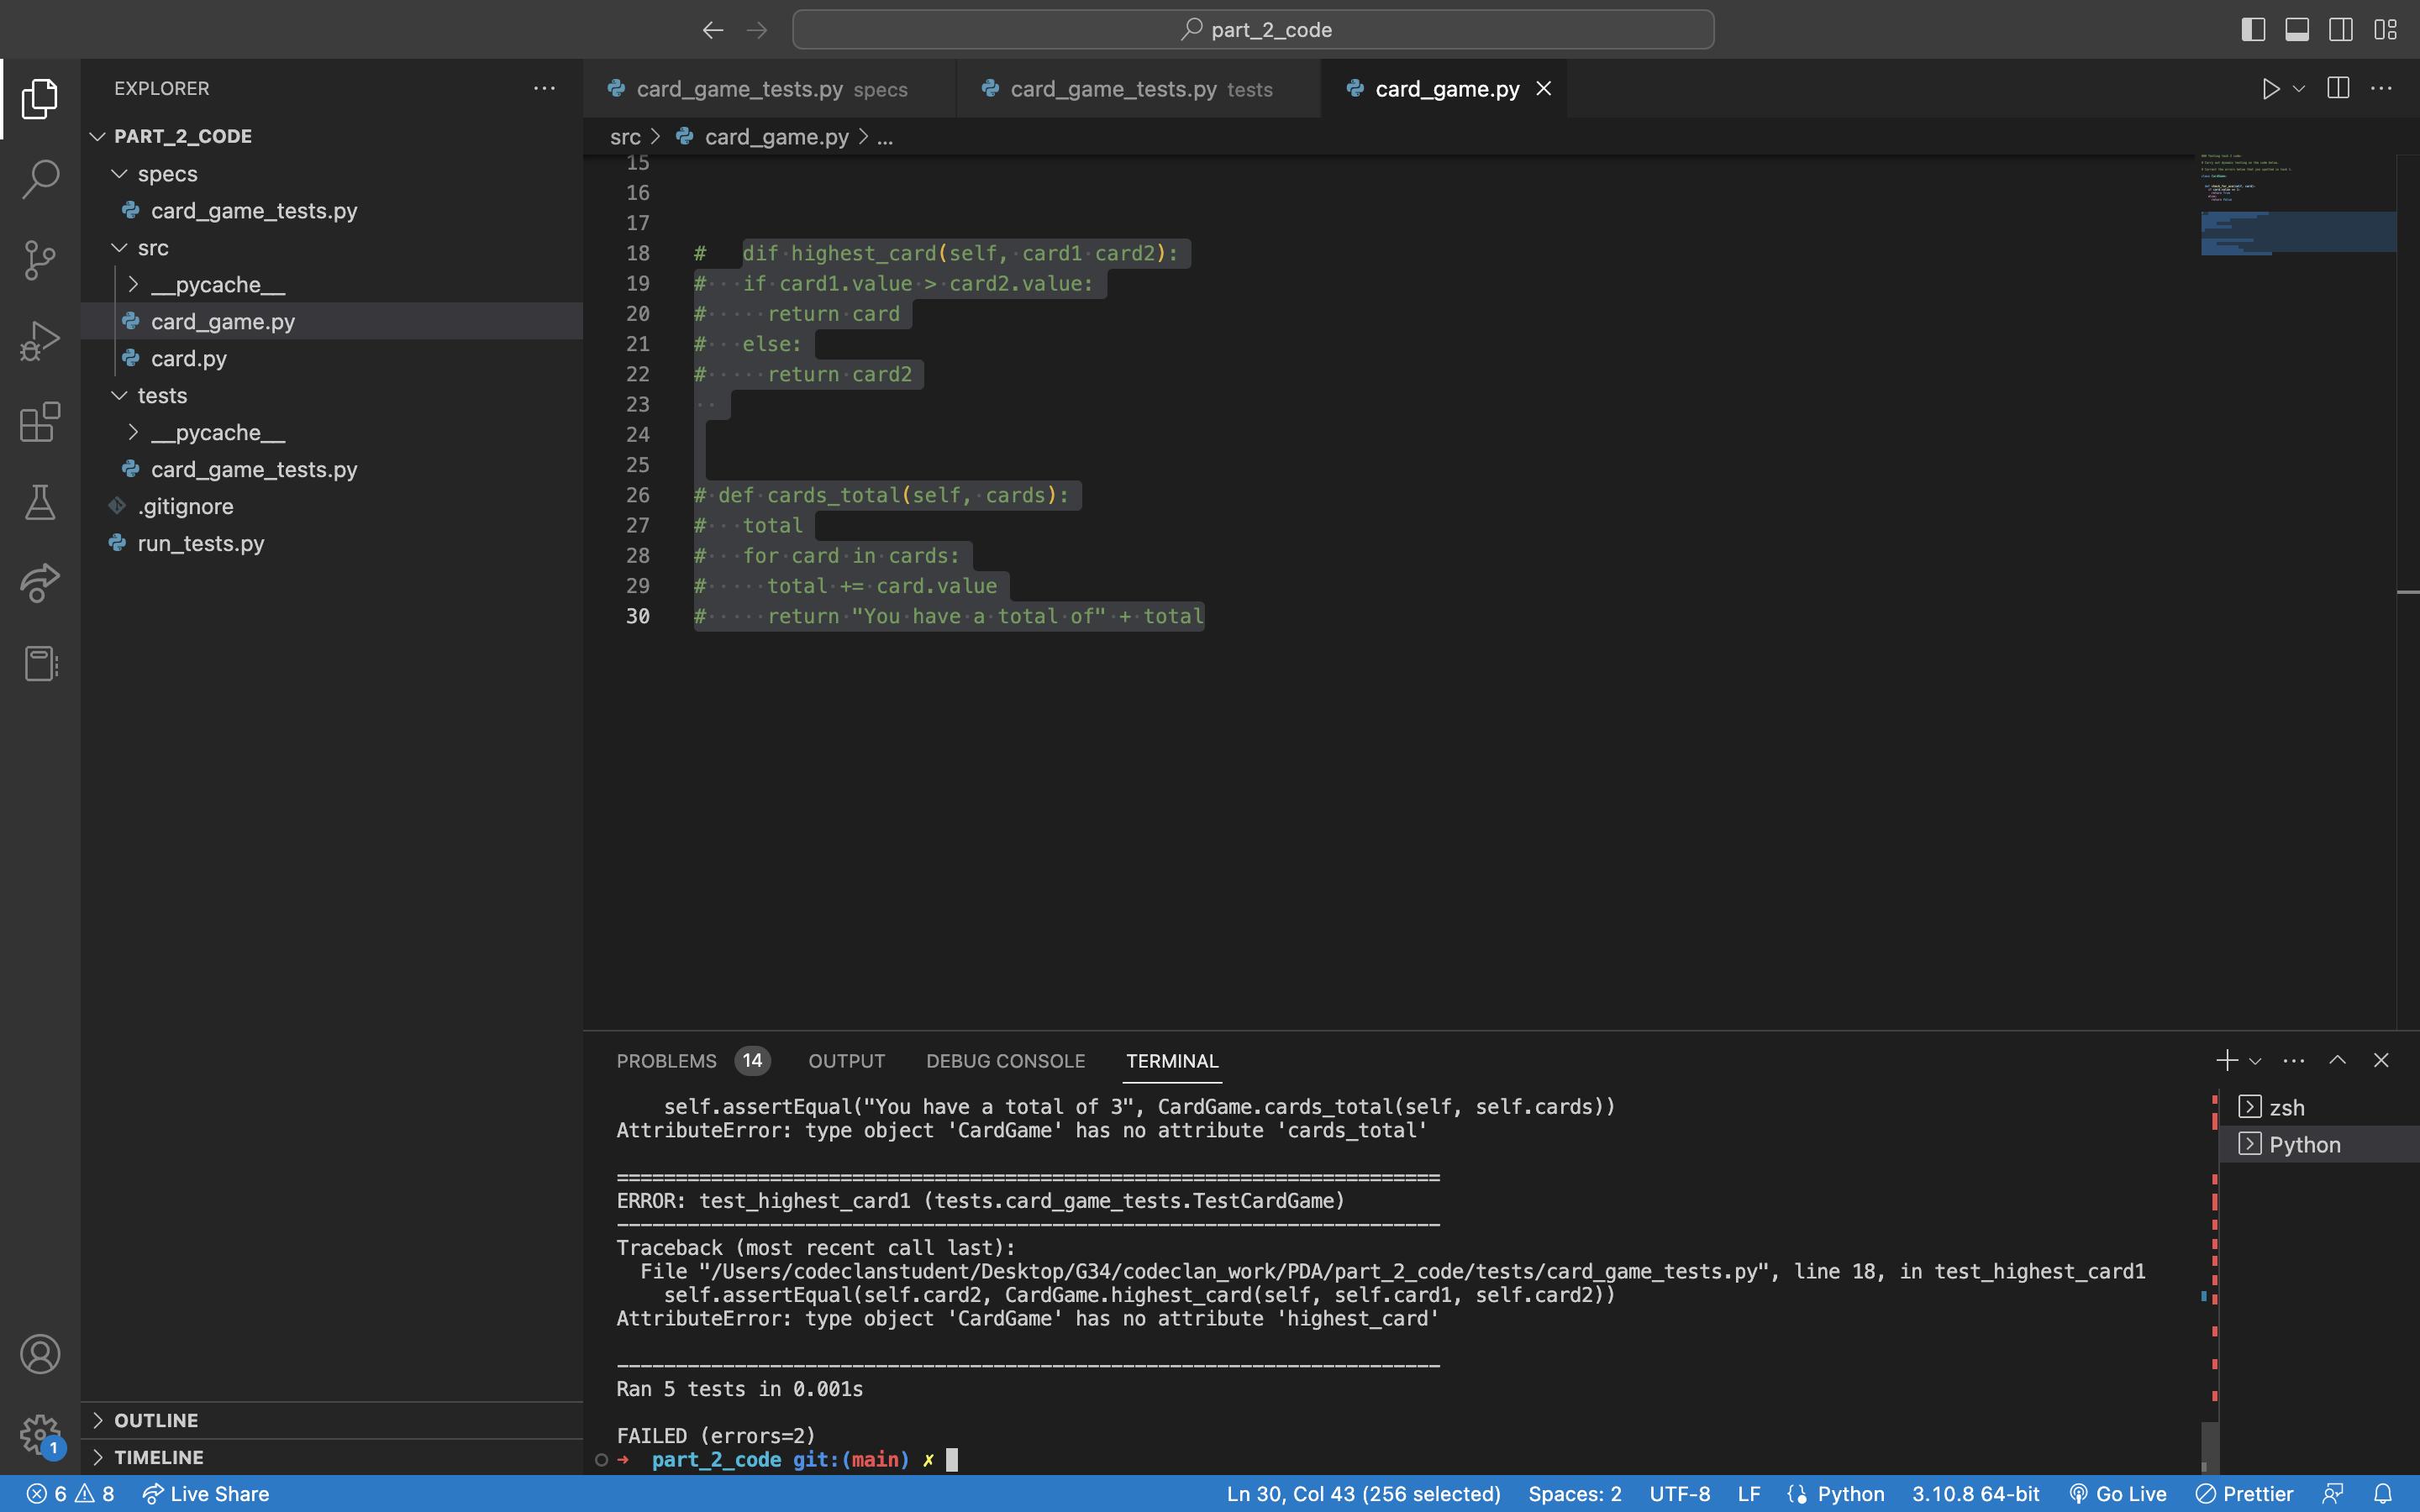 part_2_code
EXPLORER
PART_2_CODE
specs
card_game_tests.py
src
__pycache__
card_game.py
card.py
tests
__pycache__
card_game_tests.py
.gitignore
run_tests.py
OUTLINE
TIMELINE
1
card_game_tests.py specs
card_game_tests.py tests
card_game.py
src > card_game.py > ...
15
16
17
18 #   dif highest_card(self, card1 card2):
19 #   if card1.value > card2.value:
20 #     return card
21 #   else:
22 #     return card2
23
24
25
26 # def cards_total(self, cards):
27 #   total
28 #   for card in cards:
29 #     total += card.value
30 #     return "You have a total of" + total
PROBLEMS 14 OUTPUT DEBUG CONSOLE TERMINAL
self.assertEqual("You have a total of 3", CardGame.cards_total(self, self.cards))
AttributeError: type object 'CardGame' has no attribute 'cards_total'
======================================================================
ERROR: test_highest_card1 (tests.card_game_tests.TestCardGame)
----------------------------------------------------------------------
Traceback (most recent call last):
File "/Users/codeclanstudent/Desktop/G34/codeclan_work/PDA/part_2_code/tests/card_game_tests.py", line 18, in test_highest_card1
self.assertEqual(self.card2, CardGame.highest_card(self, self.card1, self.card2))
AttributeError: type object 'CardGame' has no attribute 'highest_card'
----------------------------------------------------------------------
Ran 5 tests in 0.001s
FAILED (errors=2)
➜ part_2_code git:(main) ✗
zsh
Python
6 8 Live Share Ln 30, Col 43 (256 selected) Spaces: 2 UTF-8 LF Python 3.10.8 64-bit Go Live Prettier